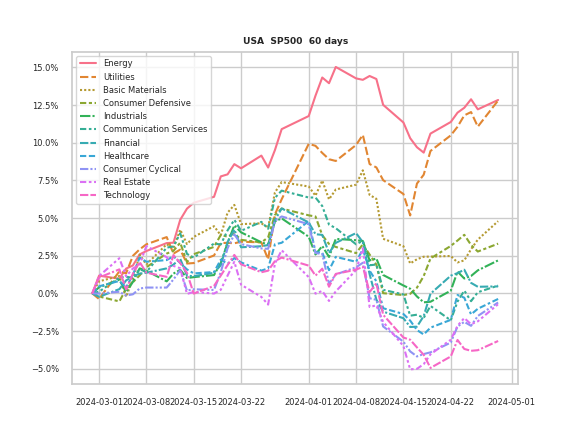 USA SP500 60 days
Energy
Utilities
Basic Materials
Consumer Defensive
Industrials
Communication Services
Financial
Healthcare
Consumer Cyclical
Real Estate
Technology
15.0%
12.5%
10.0%
7.5%
5.0%
2.5%
0.0%
−2.5%
−5.0%
2024-03-01 2024-03-08 2024-03-15 2024-03-22 2024-04-01 2024-04-08 2024-04-15 2024-04-22 2024-05-01